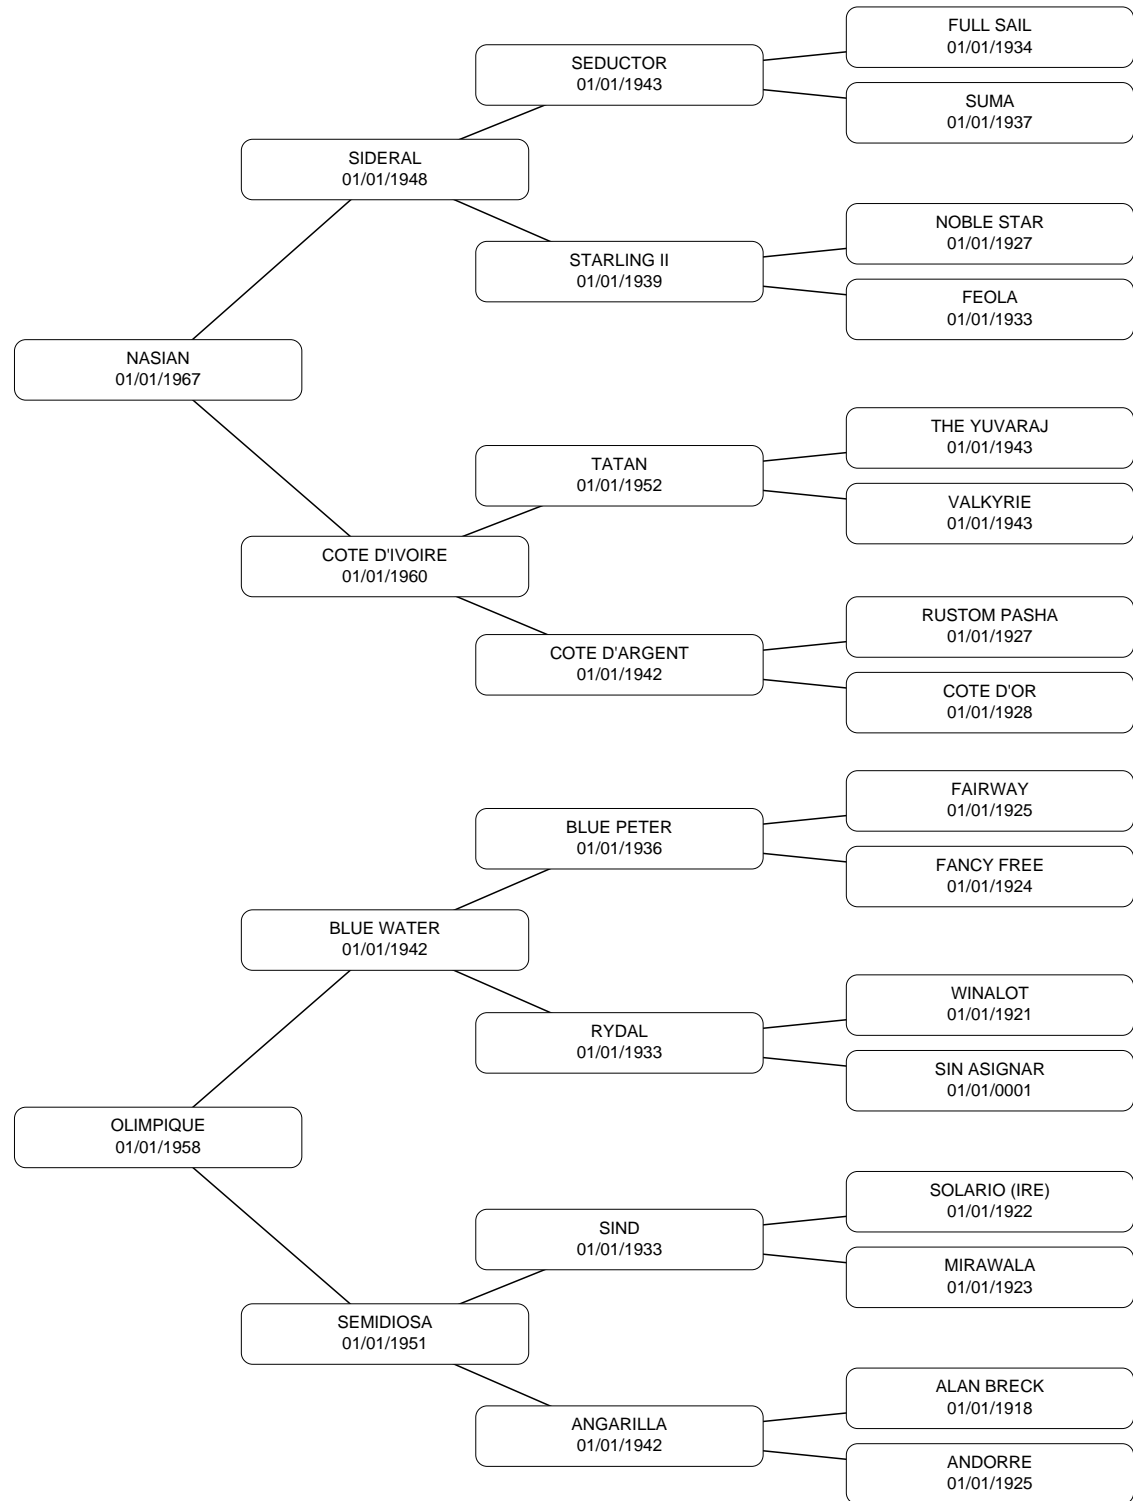 FULL SAIL
01/01/1934
SEDUCTOR
01/01/1943
SUMA
01/01/1937
SIDERAL
01/01/1948
NOBLE STAR
01/01/1927
STARLING II
01/01/1939
FEOLA
01/01/1933
NASIAN
01/01/1967
THE YUVARAJ
01/01/1943
TATAN
01/01/1952
VALKYRIE
01/01/1943
COTE D'IVOIRE
01/01/1960
RUSTOM PASHA
01/01/1927
COTE D'ARGENT
01/01/1942
COTE D'OR
01/01/1928
FAIRWAY
01/01/1925
BLUE PETER
01/01/1936
FANCY FREE
01/01/1924
BLUE WATER
01/01/1942
WINALOT
01/01/1921
RYDAL
01/01/1933
SIN ASIGNAR
01/01/0001
OLIMPIQUE
01/01/1958
SOLARIO (IRE)
01/01/1922
SIND
01/01/1933
MIRAWALA
01/01/1923
SEMIDIOSA
01/01/1951
ALAN BRECK
01/01/1918
ANGARILLA
01/01/1942
ANDORRE
01/01/1925